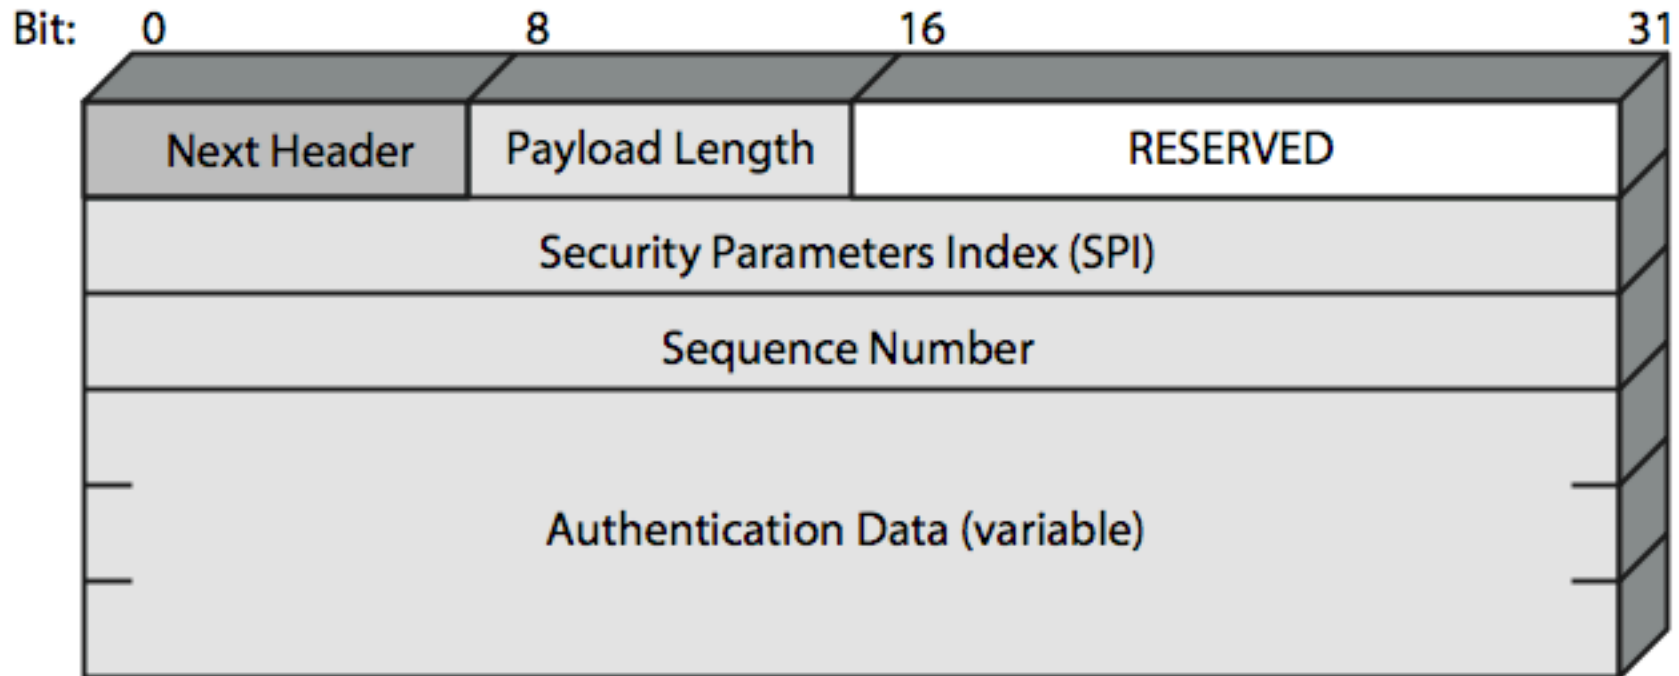 Bit: 0 8 16 31
Next Header Payload Length RESERVED
Security Parameters Index (SPI)
Sequence Number
Authentication Data (variable)